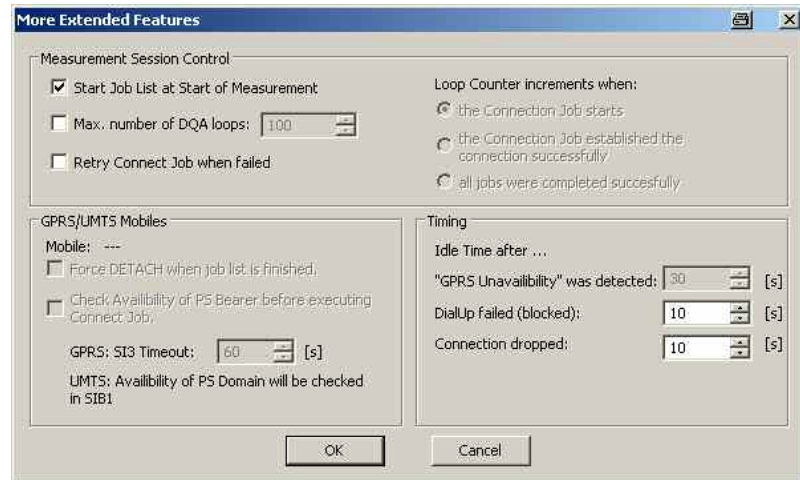 More Extended Features
Measurement Session Control
Start Job List at Start of Measurement
Max. number of DQA loops: 100
Retry Connect Job when failed
Loop Counter increments when:
the Connection Job starts
the Connection Job established the
connection successfully
all jobs were completed succesfully
GPRS/UMTS Mobiles
Mobile: ---
Force DETACH when job list is finished.
Check Availibility of PS Bearer before executing
Connect Job.
GPRS: SI3 Timeout: 60 [s]
UMTS: Availibility of PS Domain will be checked
in SIB1
Timing
Idle Time after ...
"GPRS Unavailibility" was detected: 30 [s]
DialUp failed (blocked): 10 [s]
Connection dropped: 10 [s]
OK
Cancel